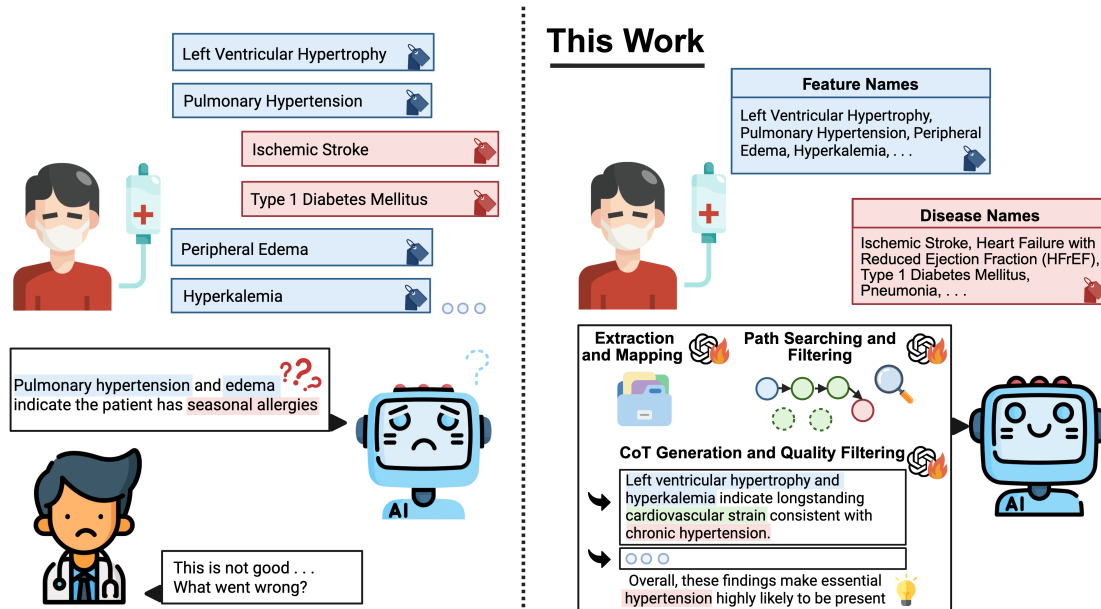 Left Ventricular Hypertrophy
Pulmonary Hypertension
Ischemic Stroke
Type 1 Diabetes Mellitus
Peripheral Edema
Hyperkalemia
???
Pulmonary hypertension and edema
indicate the patient has seasonal allergies
?
AI
This is not good . . .
What went wrong?
This Work
Feature Names
Left Ventricular Hypertrophy,
Pulmonary Hypertension, Peripheral
Edema, Hyperkalemia, . . .
Disease Names
Ischemic Stroke, Heart Failure with
Reduced Ejection Fraction (HFrEF),
Type 1 Diabetes Mellitus,
Pneumonia, . . .
Extraction
and Mapping
Path Searching and
Filtering
CoT Generation and Quality Filtering
Left ventricular hypertrophy and
hyperkalemia indicate longstanding
cardiovascular strain consistent with
chronic hypertension.
Overall, these findings make essential
hypertension highly likely to be present
AI